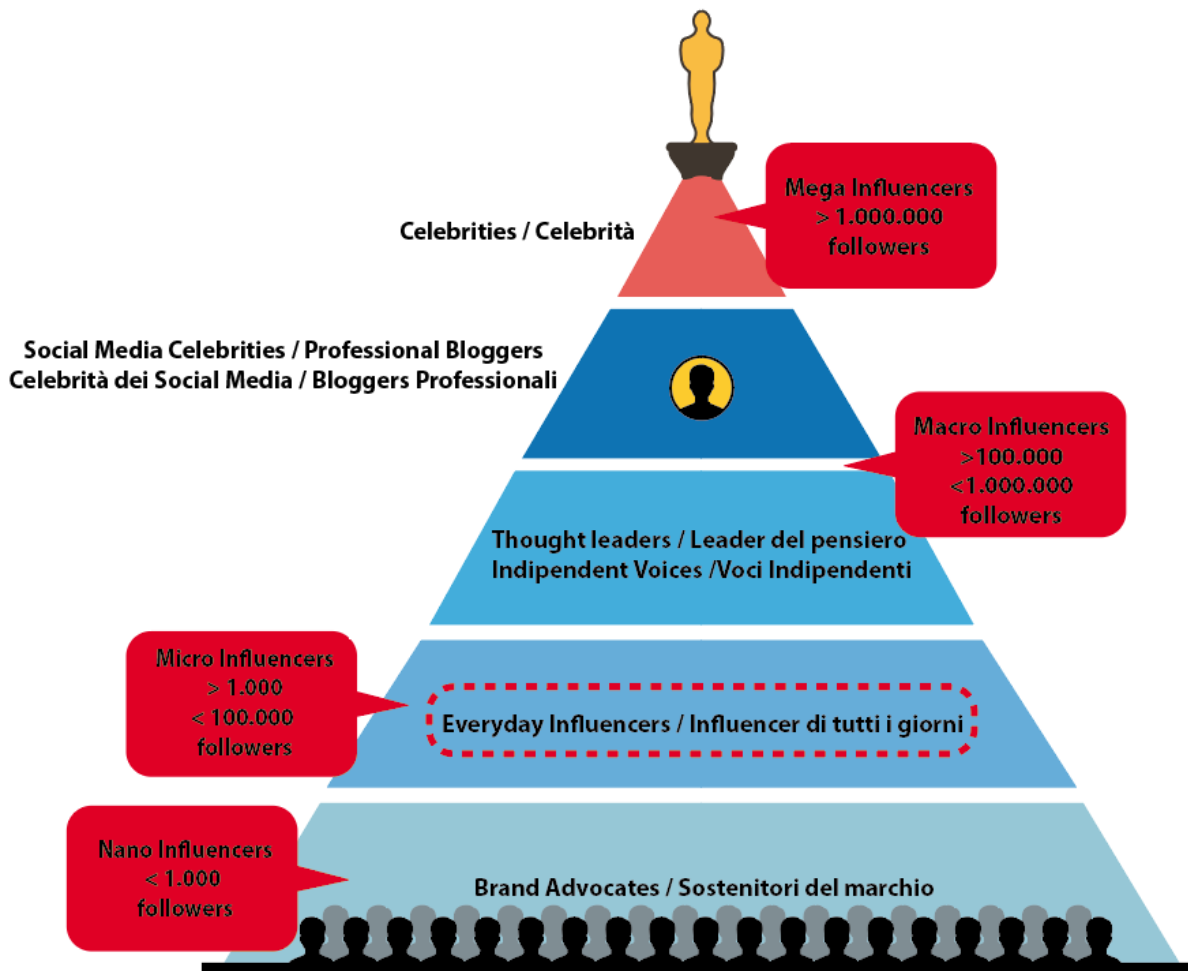 Mega Influencers
> 1.000.000
followers
Celebrities / Celebrità
Social Media Celebrities / Professional Bloggers
Celebrità dei Social Media / Bloggers Professionali
Macro Influencers
>100.000
<1.000.000
followers
Thought leaders / Leader del pensiero
Indipendent Voices /Voci Indipendenti
Micro Influencers
> 1.000
< 100.000
followers
Everyday Influencers / Influencer di tutti i giorni
Nano Influencers
< 1.000
followers
Brand Advocates / Sostenitori del marchio